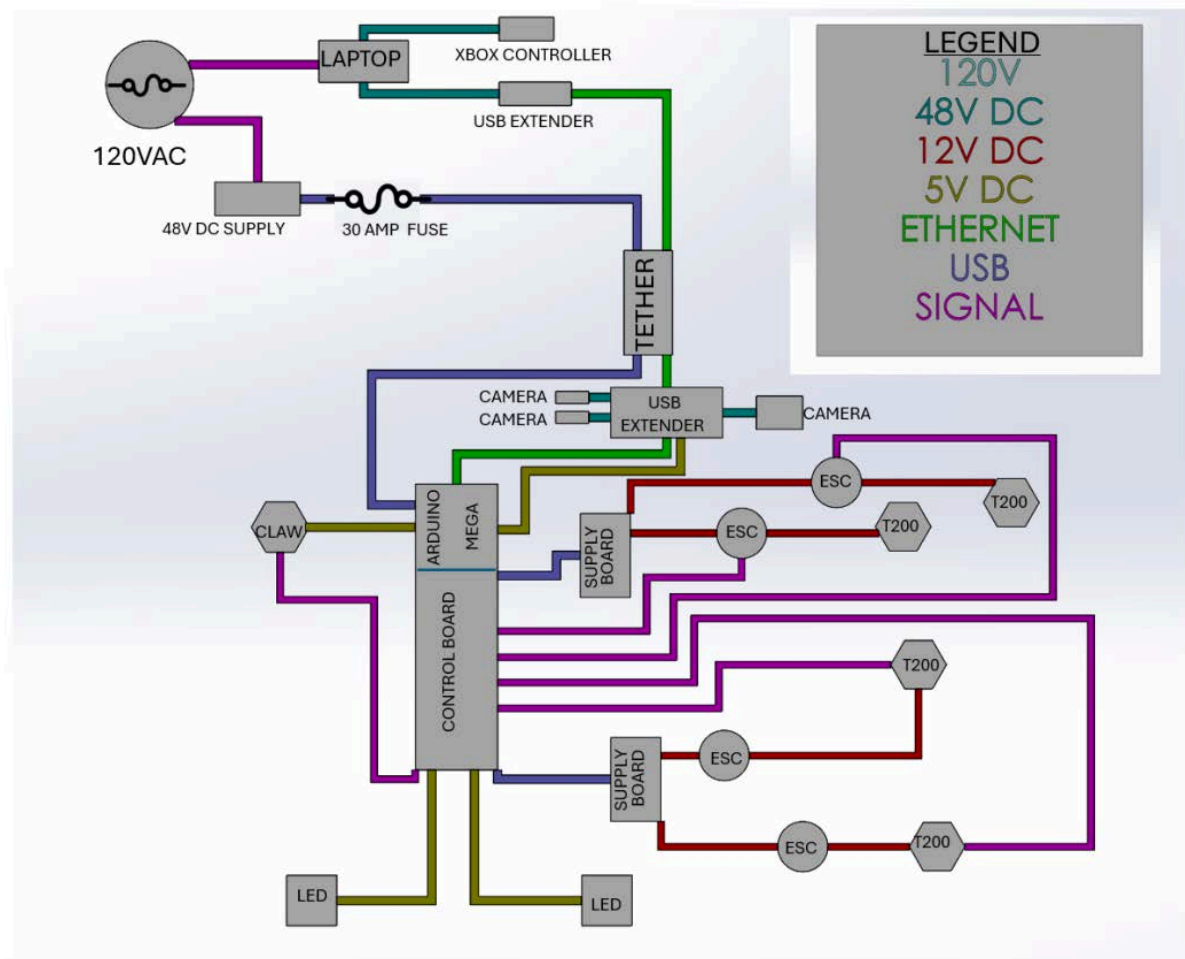 LAPTOP
XBOX CONTROLLER
USB EXTENDER
120VAC
48V DC SUPPLY
30 AMP FUSE
LEGEND
120V
48V DC
12V DC
5V DC
ETHERNET
USB
SIGNAL
TETHER
CAMERA
CAMERA
USB
EXTENDER
CAMERA
ESC
T200
CLAW
ARDUINO
MEGA
SUPPLY
BOARD
ESC
T200
CONTROL BOARD
T200
SUPPLY
BOARD
ESC
ESC
T200
LED
LED